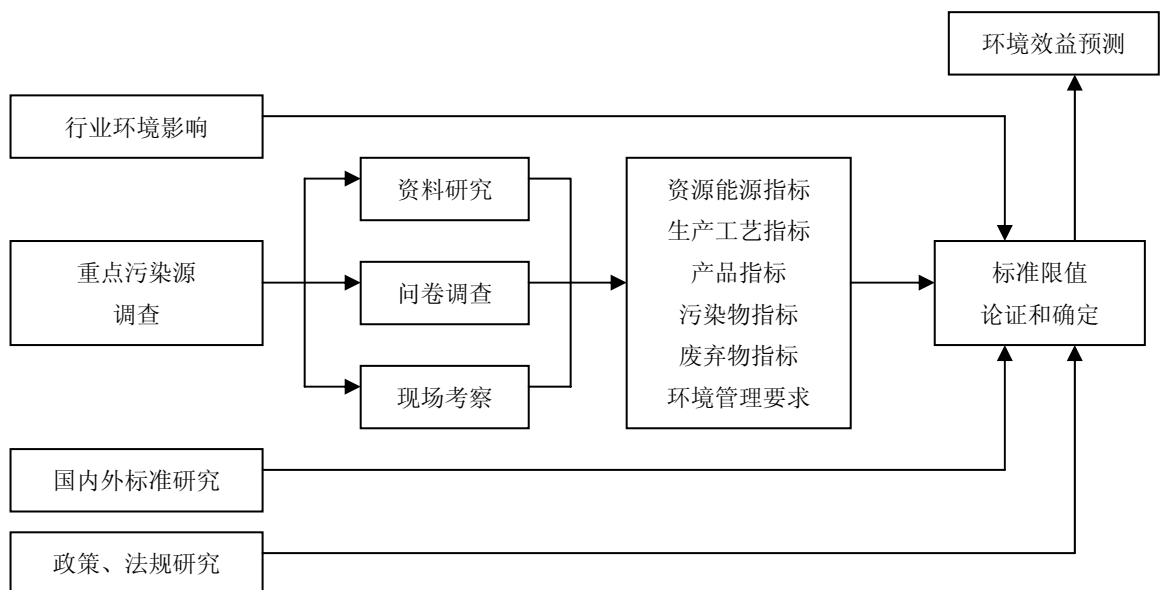 环境效益预测
行业环境影响
资料研究
重点污染源
调查
问卷调查
现场考察
资源能源指标
生产工艺指标
产品指标
污染物指标
废弃物指标
环境管理要求
标准限值
论证和确定
国内外标准研究
政策、法规研究